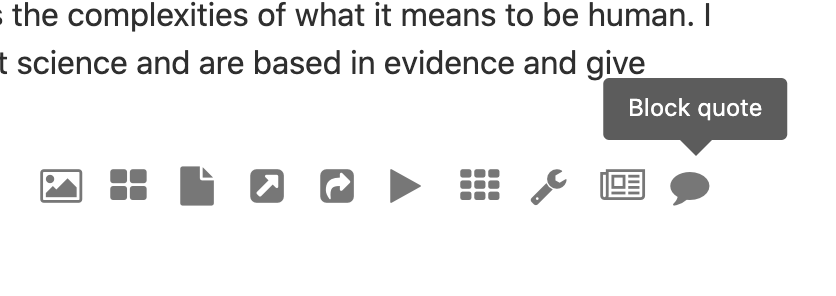 the complexities of what it means to be human. I
science and are based in evidence and give
Block quote